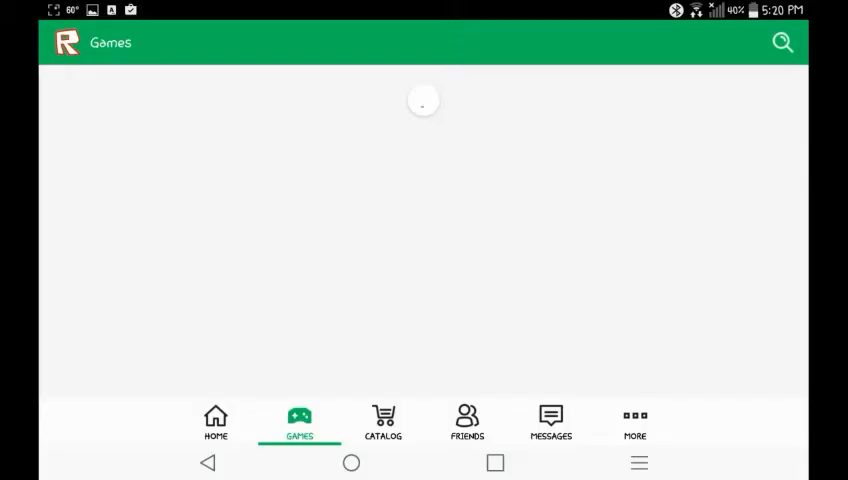 60° A 40% 5:20 PM
R Games
HOME GAMES CATALOG FRIENDS MESSAGES MORE